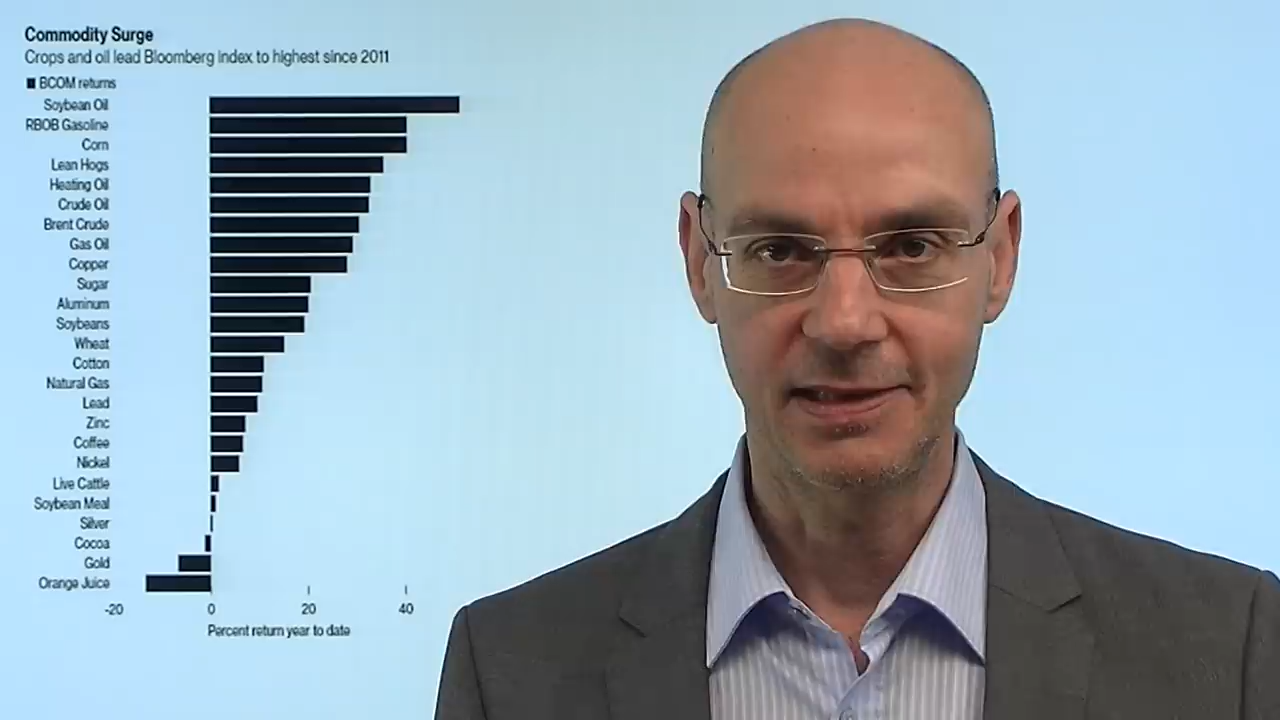 Commodity Surge
Crops and oil lead Bloomberg index to highest since 2011
BCOM returns
Soybean Oil
RBOB Gasoline
Corn
Lean Hogs
Heating Oil
Crude Oil
Brent Crude
Gas Oil
Copper
Sugar
Aluminum
Soybeans
Wheat
Cotton
Natural Gas
Lead
Zinc
Coffee
Nickel
Live Cattle
Soybean Meal
Silver
Cocoa
Gold
Orange Juice
-20 0 20 40
Percent return year to date